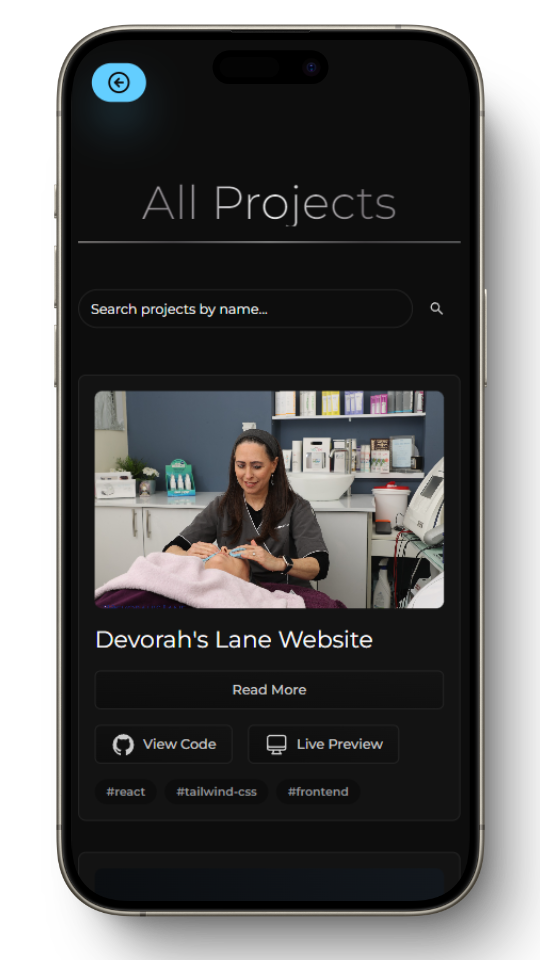 All Projects
Search projects by name...
Devorah's Lane Website
Read More
View Code
Live Preview
#react
#tailwind-css
#frontend